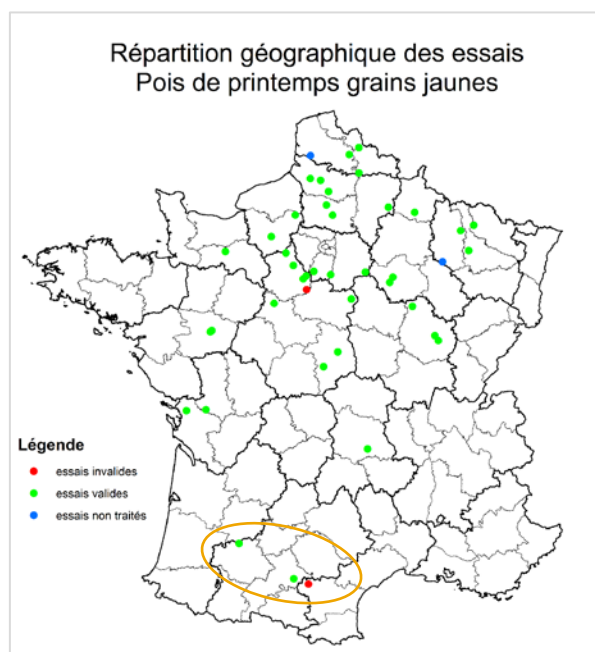 Répartition géographique des essais
Pois de printemps grains jaunes
Légende
essais invalides
essais valides
essais non traités